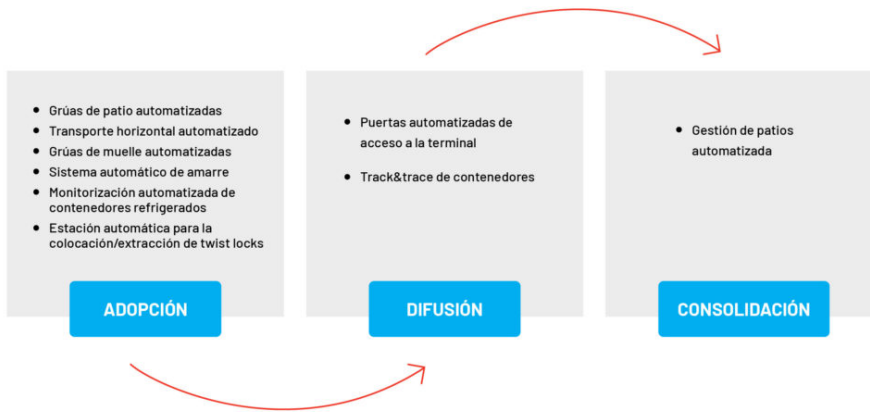 • Grúas de patio automatizadas
• Transporte horizontal automatizado
• Grúas de muelle automatizadas
• Sistema automático de amarre
• Monitorización automatizada de
contenedores refrigerados
• Estación automática para la
colocación/extracción de twist locks
ADOPCIÓN
• Puertas automatizadas de
acceso a la terminal
• Track&trace de contenedores
DIFUSIÓN
• Gestión de patios
automatizada
CONSOLIDACIÓN